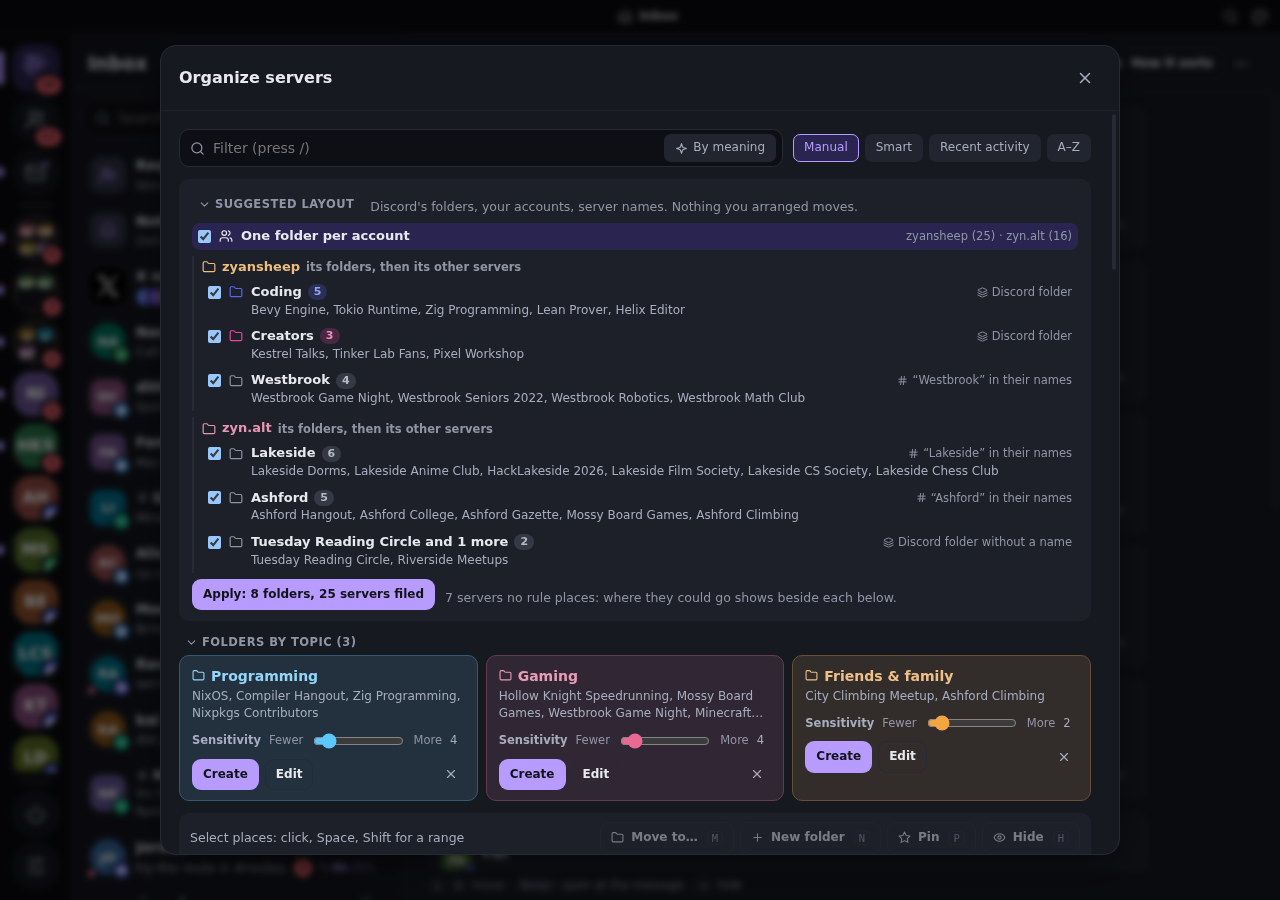 Inbox
Organize servers
Inbox
How it sorts
Filter (press /)
By meaning
Manual
Smart
Recent activity
A–Z
SUGGESTED LAYOUT
Discord's folders, your accounts, server names. Nothing you arranged moves.
One folder per account
zyansheep (25) · zyn.alt (16)
zyansheep its folders, then its other servers
Coding 5
Discord folder
Bevy Engine, Tokio Runtime, Zig Programming, Lean Prover, Helix Editor
Creators 3
Discord folder
Kestrel Talks, Tinker Lab Fans, Pixel Workshop
Westbrook 4
“Westbrook” in their names
Westbrook Game Night, Westbrook Seniors 2022, Westbrook Robotics, Westbrook Math Club
zyn.alt its folders, then its other servers
Lakeside 6
“Lakeside” in their names
Lakeside Dorms, Lakeside Anime Club, HackLakeside 2026, Lakeside Film Society, Lakeside CS Society, Lakeside Chess Club
Ashford 5
“Ashford” in their names
Ashford Hangout, Ashford College, Ashford Gazette, Mossy Board Games, Ashford Climbing
Tuesday Reading Circle and 1 more 2
Discord folder without a name
Tuesday Reading Circle, Riverside Meetups
Apply: 8 folders, 25 servers filed
7 servers no rule places: where they could go shows beside each below.
FOLDERS BY TOPIC (3)
Programming
NixOS, Compiler Hangout, Zig Programming,
Nixpkgs Contributors
Sensitivity Fewer More 4
Create Edit
Gaming
Hollow Knight Speedrunning, Mossy Board
Games, Westbrook Game Night, Minecraft…
Sensitivity Fewer More 4
Create Edit
Friends & family
City Climbing Meetup, Ashford Climbing
Sensitivity Fewer More 2
Create Edit
Select places: click, Space, Shift for a range
Move to… M
New folder N
Pin P
Hide H